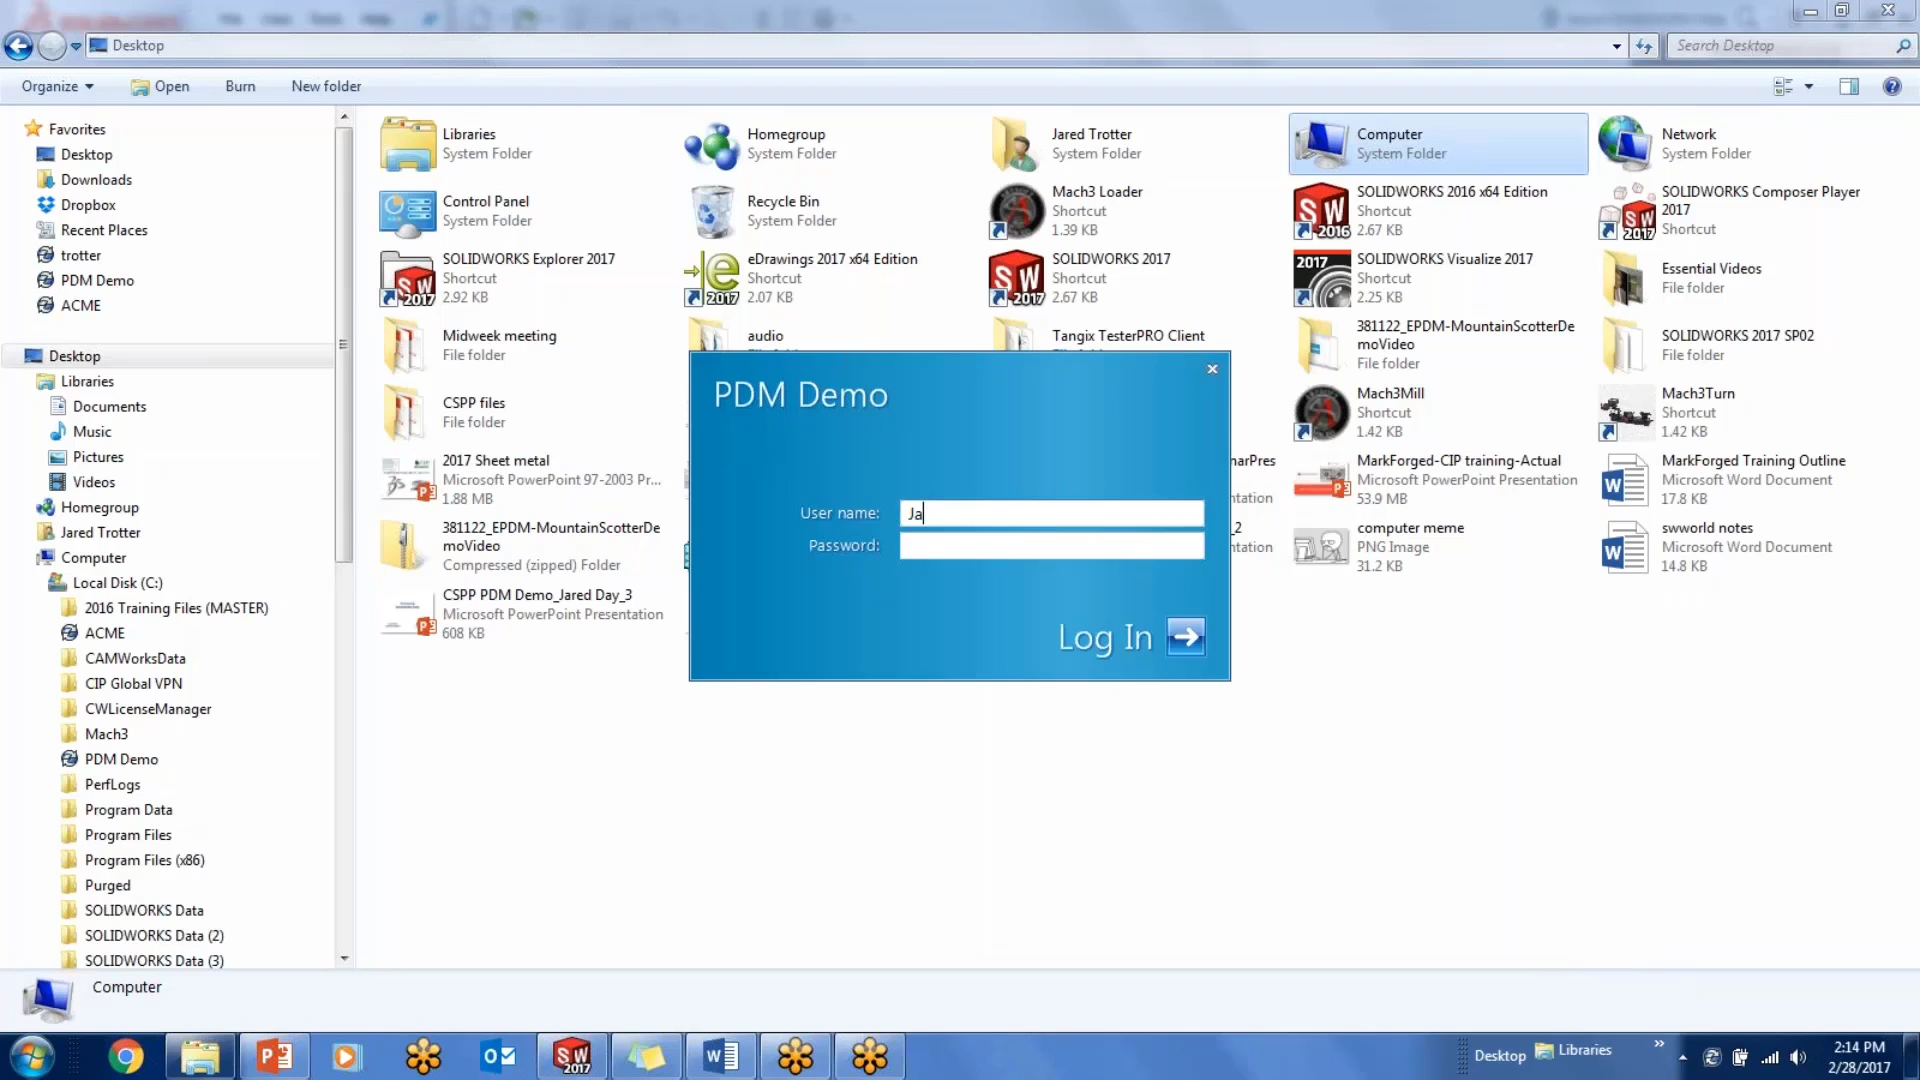 Desktop
Search Desktop
Organize
Open
Burn
New folder
Favorites
Desktop
Downloads
Dropbox
Recent Places
trotter
PDM Demo
ACME
Desktop
Libraries
Documents
Music
Pictures
Videos
Homegroup
Jared Trotter
Computer
Local Disk (C:)
2016 Training Files (MASTER)
ACME
CAMWorksData
CIP Global VPN
CWLicenseManager
Mach3
PDM Demo
PerfLogs
Program Data
Program Files
Program Files (x86)
Purged
SOLIDWORKS Data
SOLIDWORKS Data (2)
SOLIDWORKS Data (3)
Libraries
System Folder
Homegroup
System Folder
Jared Trotter
System Folder
Computer
System Folder
Network
System Folder
Control Panel
System Folder
Recycle Bin
System Folder
Mach3 Loader
Shortcut
1.39 KB
SOLIDWORKS 2016 x64 Edition
Shortcut
2.67 KB
SOLIDWORKS Composer Player
2017
Shortcut
SOLIDWORKS Explorer 2017
Shortcut
2.92 KB
eDrawings 2017 x64 Edition
Shortcut
2.07 KB
SOLIDWORKS 2017
Shortcut
2.67 KB
SOLIDWORKS Visualize 2017
Shortcut
2.25 KB
Essential Videos
File folder
Midweek meeting
File folder
audio
Tangix TesterPRO Client
381122_EPDM-MountainScotterDe
moVideo
File folder
SOLIDWORKS 2017 SP02
File folder
CSPP files
File folder
Mach3Mill
Shortcut
1.42 KB
Mach3Turn
Shortcut
1.42 KB
2017 Sheet metal
Microsoft PowerPoint 97-2003 Pr...
1.88 MB
narPres
ntation
MarkForged-CIP training-Actual
Microsoft PowerPoint Presentation
53.9 MB
MarkForged Training Outline
Microsoft Word Document
17.8 KB
381122_EPDM-MountainScotterDe
moVideo
Compressed (zipped) Folder
_2
ntation
computer meme
PNG Image
31.2 KB
swworld notes
Microsoft Word Document
14.8 KB
CSPP PDM Demo_Jared Day_3
Microsoft PowerPoint Presentation
608 KB
PDM Demo
User name:
Ja
Password:
Log In
Computer
Desktop
Libraries
2:14 PM
2/28/2017